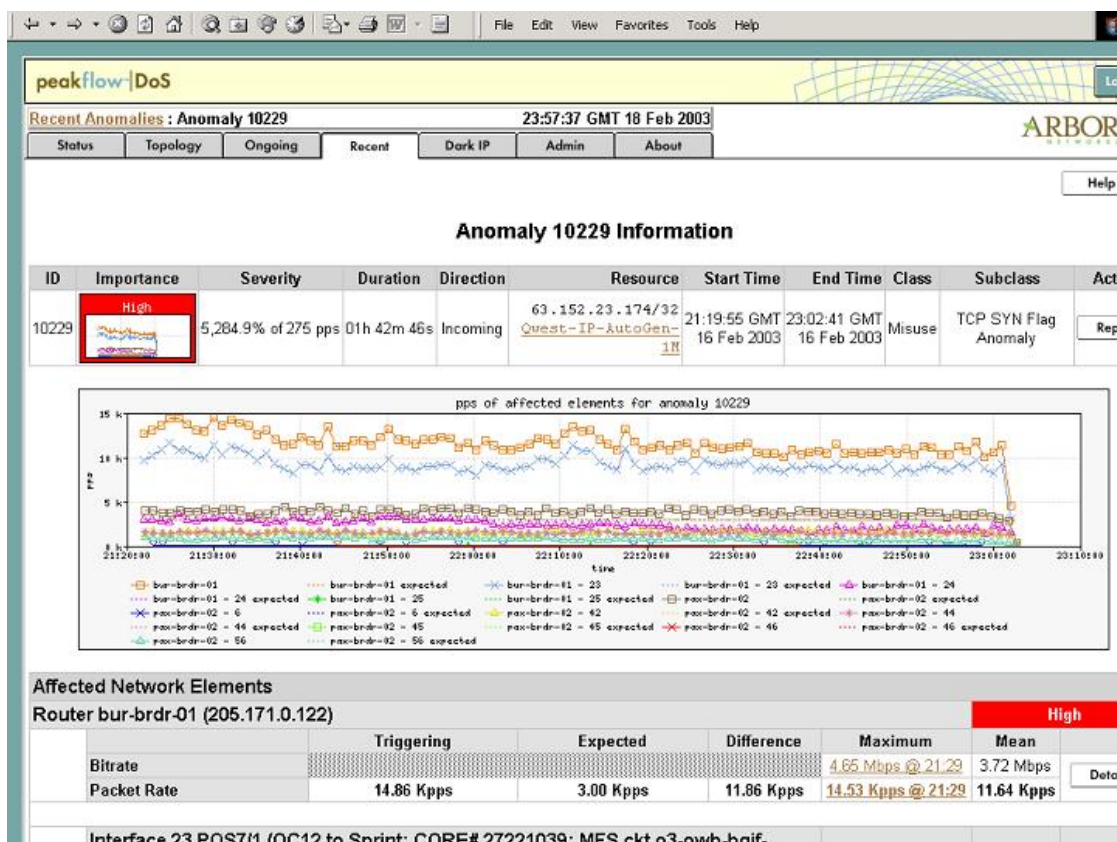 File Edit View Favorites Tools Help
peakflow|DoS
Recent Anomalies : Anomaly 10229 23:57:37 GMT 18 Feb 2003
ARBOR
NETWORKS
Status Topology Ongoing Recent Dark IP Admin About
Help
Anomaly 10229 Information
ID Importance Severity Duration Direction Resource Start Time End Time Class Subclass
10229 High 5,284.9% of 275 pps 01h 42m 46s Incoming 63.152.23.174/32 21:19:55 GMT 23:02:41 GMT Misuse TCP SYN Flag
Qwest-IP-AutoGen- 16 Feb 2003 16 Feb 2003 Anomaly
1M
pps of affected elements for anomaly 10229
15 k
10 k
5 k
0 k
pps
21:20:00 21:30:00 21:40:00 21:50:00 22:00:00 22:10:00 22:20:00 22:30:00 22:40:00 22:50:00 23:00:00 23:10:00
time
bur-brdr-01 bur-brdr-01 expected bur-brdr-01 - 23 bur-brdr-01 - 23 expected bur-brdr-01 - 24
bur-brdr-01 - 24 expected bur-brdr-01 - 25 bur-brdr-01 - 25 expected pax-brdr-02 pax-brdr-02 expected
pax-brdr-02 - 6 pax-brdr-02 - 6 expected pax-brdr-02 - 42 pax-brdr-02 - 42 expected pax-brdr-02 - 44
pax-brdr-02 - 44 expected pax-brdr-02 - 45 pax-brdr-02 - 45 expected pax-brdr-02 - 46 pax-brdr-02 - 46 expected
pax-brdr-02 - 56 pax-brdr-02 - 56 expected
Affected Network Elements
Router bur-brdr-01 (205.171.0.122) High
Triggering Expected Difference Maximum Mean
Bitrate 4.65 Mbps @ 21:29 3.72 Mbps
Packet Rate 14.86 Kpps 3.00 Kpps 11.86 Kpps 14.53 Kpps @ 21:29 11.64 Kpps
Interface 23 POS7/1 (OC12 to Sprint; CORE# 27221039; MFS ckt